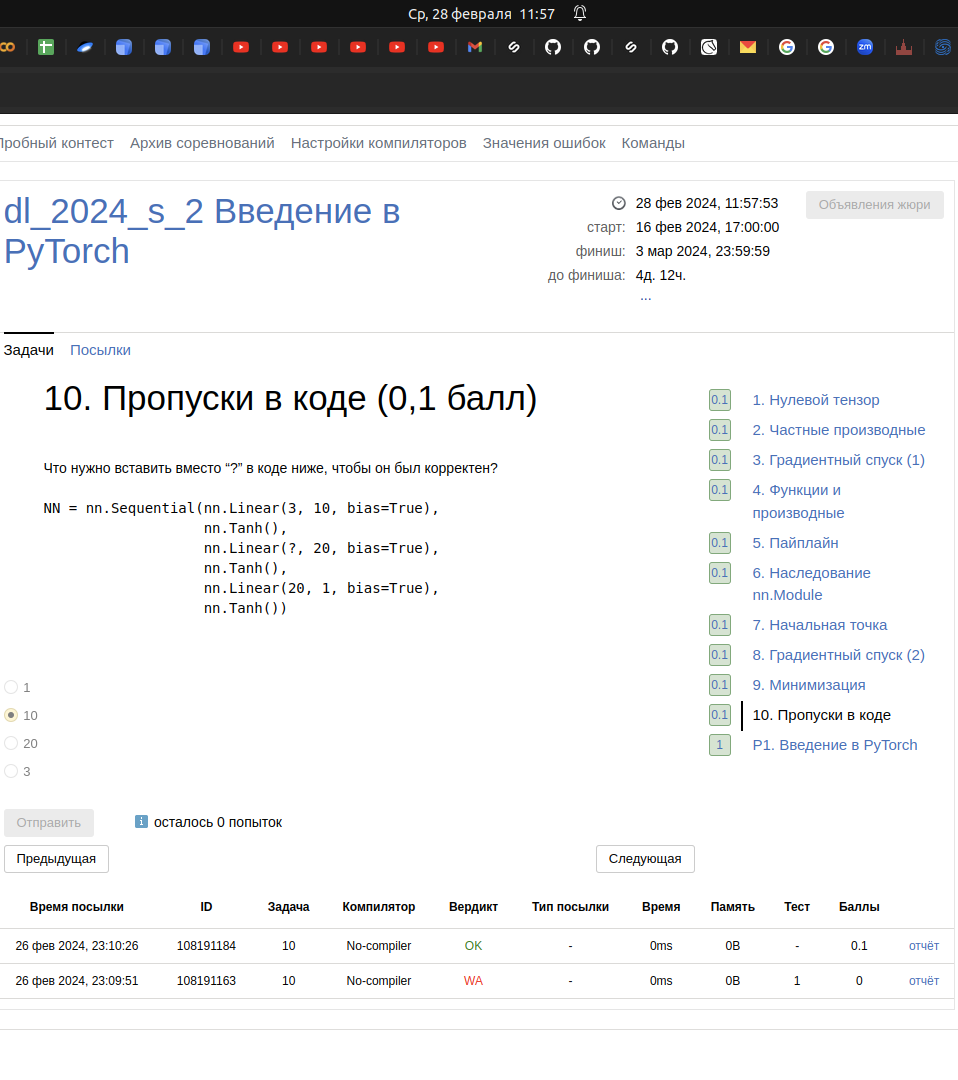 Ср, 28 февраля 11:57
Пробный контест Архив соревнований Настройки компиляторов Значения ошибок Команды
dl_2024_s_2 Введение в
PyTorch
28 фев 2024, 11:57:53
старт: 16 фев 2024, 17:00:00
финиш: 3 мар 2024, 23:59:59
до финиша: 4д. 12ч.
...
Объявления жюри
Задачи Посылки
10. Пропуски в коде (0,1 балл)
Что нужно вставить вместо “?” в коде ниже, чтобы он был корректен?
NN = nn.Sequential(nn.Linear(3, 10, bias=True),
nn.Tanh(),
nn.Linear(?, 20, bias=True),
nn.Tanh(),
nn.Linear(20, 1, bias=True),
nn.Tanh())
1
10
20
3
Отправить
осталось 0 попыток
Предыдущая Следующая
0.1 1. Нулевой тензор
0.1 2. Частные производные
0.1 3. Градиентный спуск (1)
0.1 4. Функции и
производные
0.1 5. Пайплайн
0.1 6. Наследование
nn.Module
0.1 7. Начальная точка
0.1 8. Градиентный спуск (2)
0.1 9. Минимизация
0.1 10. Пропуски в коде
1 P1. Введение в PyTorch
Время посылки ID Задача Компилятор Вердикт Тип посылки Время Память Тест Баллы
26 фев 2024, 23:10:26 108191184 10 No-compiler OK - 0ms 0B - 0.1 отчёт
26 фев 2024, 23:09:51 108191163 10 No-compiler WA - 0ms 0B 1 0 отчёт